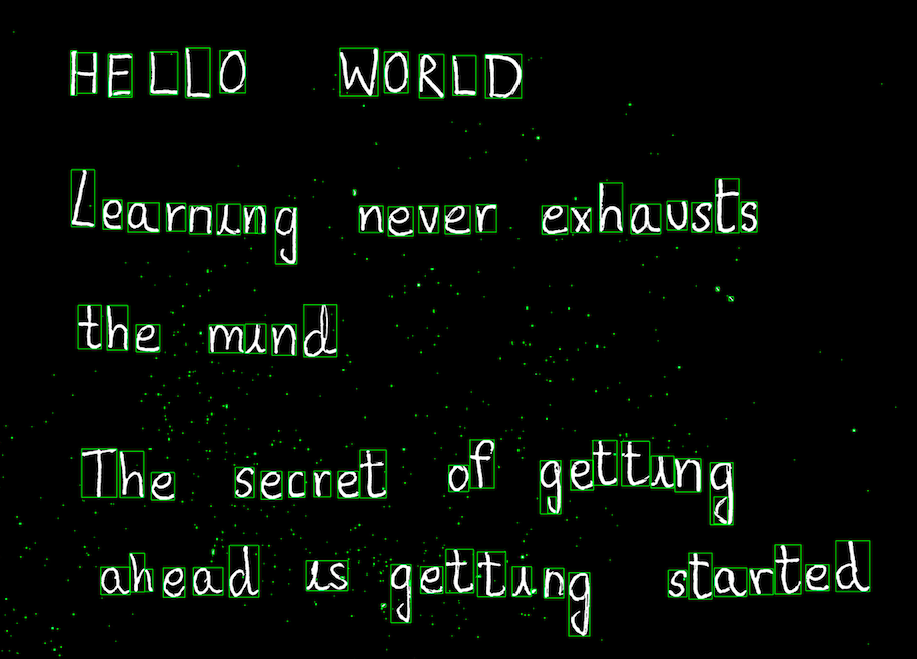 HELLO WORLD
Learning never exhausts
the mind
The secret of getting
ahead is getting started